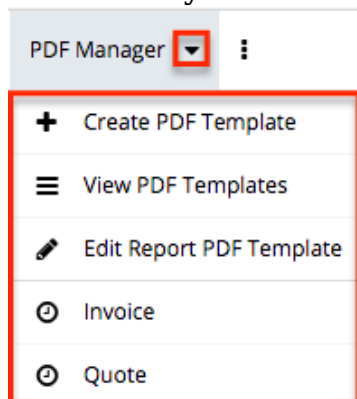 PDF Manager
Create PDF Template
View PDF Templates
Edit Report PDF Template
Invoice
Quote